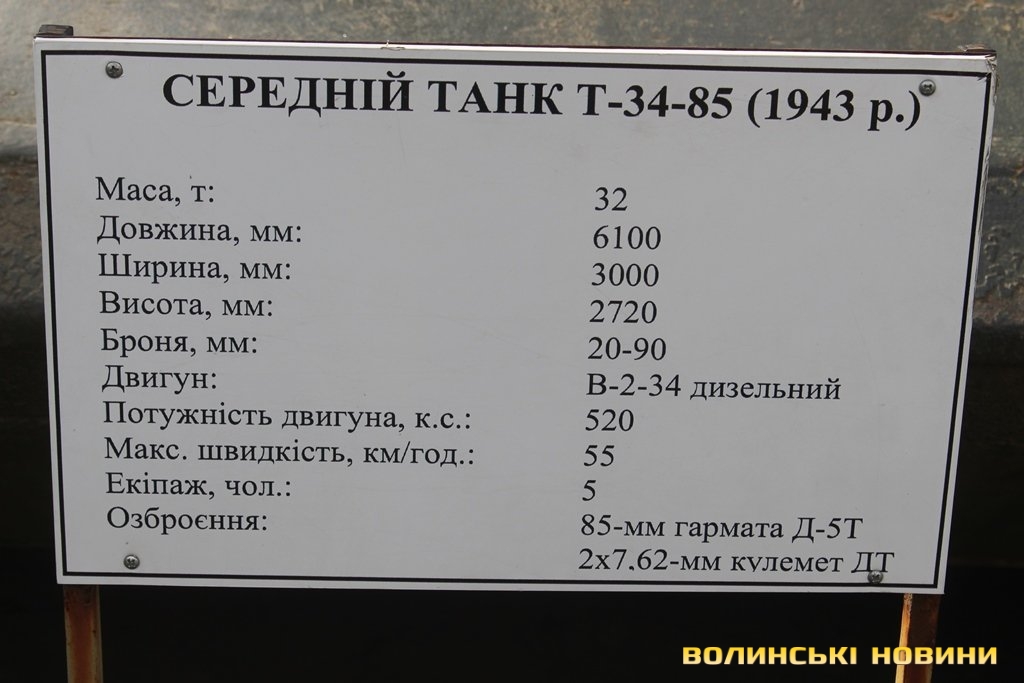 СЕРЕДНІЙ ТАНК Т-34-85 (1943 р.)
Маса, т: 32
Довжина, мм: 6100
Ширина, мм: 3000
Висота, мм: 2720
Броня, мм: 20-90
Двигун: В-2-34 дизельний
Потужність двигуна, к.с.: 520
Макс. швидкість, км/год.: 55
Екіпаж, чол.: 5
Озброєння: 85-мм гармата Д-5Т
2х7,62-мм кулемет ДТ
ВОЛИНСЬКІ НОВИНИ